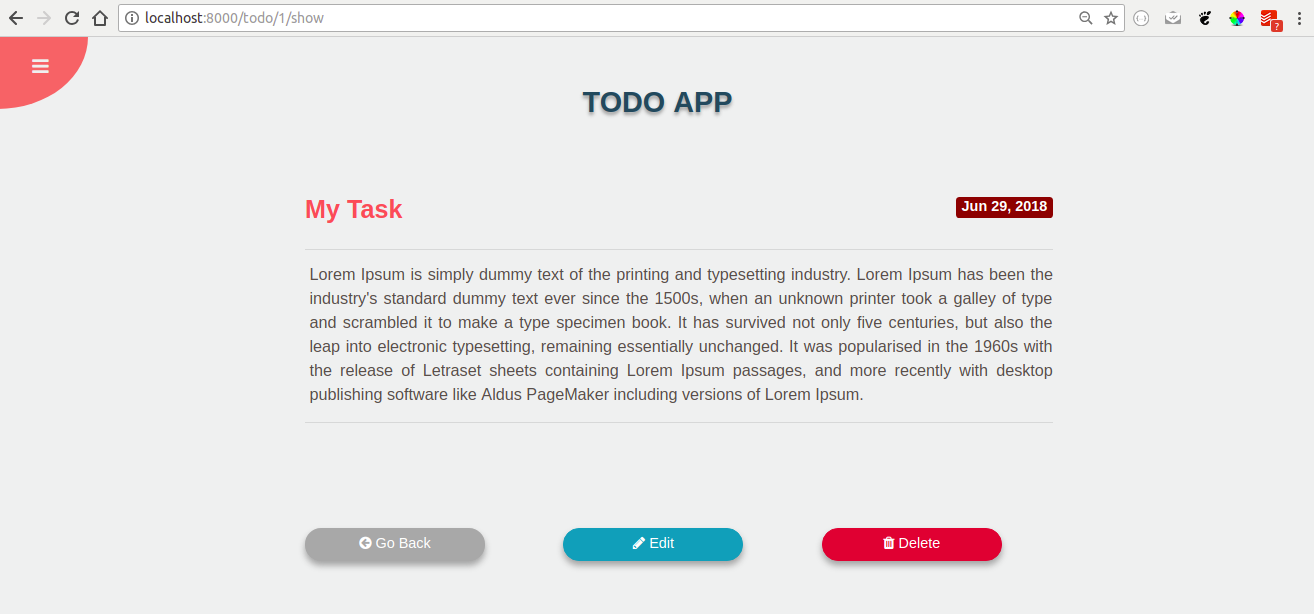 localhost:8000/todo/1/show
?
TODO APP
My Task
Jun 29, 2018
Lorem Ipsum is simply dummy text of the printing and typesetting industry. Lorem Ipsum has been the
industry's standard dummy text ever since the 1500s, when an unknown printer took a galley of type
and scrambled it to make a type specimen book. It has survived not only five centuries, but also the
leap into electronic typesetting, remaining essentially unchanged. It was popularised in the 1960s with
the release of Letraset sheets containing Lorem Ipsum passages, and more recently with desktop
publishing software like Aldus PageMaker including versions of Lorem Ipsum.
Go Back
Edit
Delete